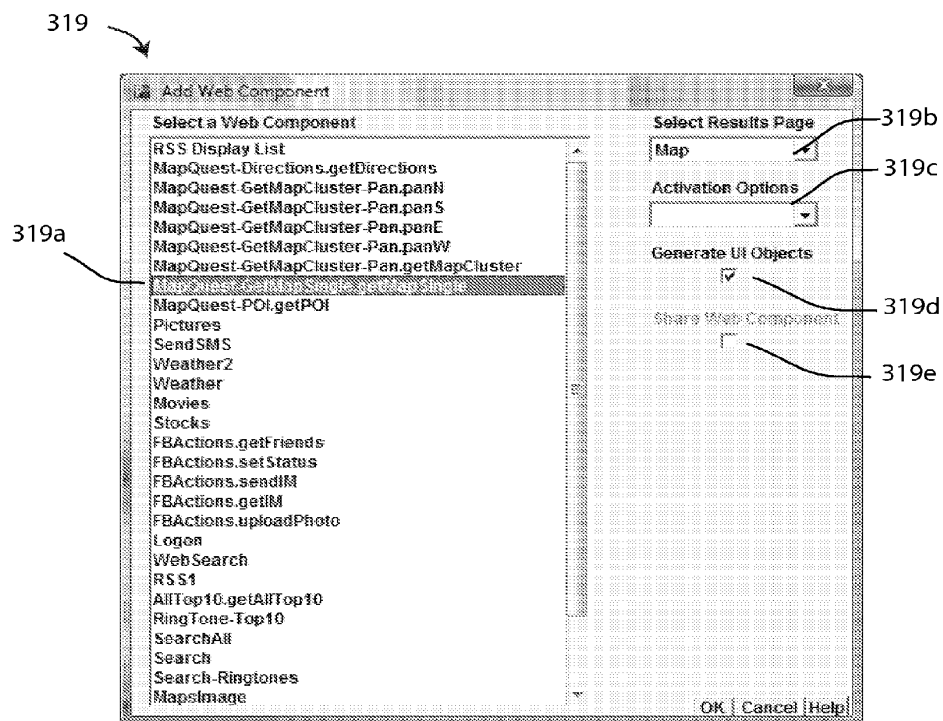 319
Add Web Component
Select a Web Component
RSS Display List
MapQuest-Directions.getDirections
MapQuest-GetMapCluster-Pan.panN
MapQuest-GetMapCluster-Pan.panS
MapQuest-GetMapCluster-Pan.panE
MapQuest-GetMapCluster-Pan.panW
MapQuest-GetMapCluster-Pan.getMapCluster
319a
MapQuest-GetMapSingle.getMapSingle
MapQuest-POI.getPOI
Pictures
SendSMS
Weather2
Weather
Movies
Stocks
FBActions.getFriends
FBActions.setStatus
FBActions.sendIM
FBActions.getIM
FBActions.uploadPhoto
Logon
WebSearch
RSS1
AllTop10.getAllTop10
RingTone-Top10
SearchAll
Search
Search-Ringtones
MapsImage
Select Results Page
319b
Map
319c
Activation Options
Generate UI Objects
319d
Share Web Component
319e
OK Cancel Help